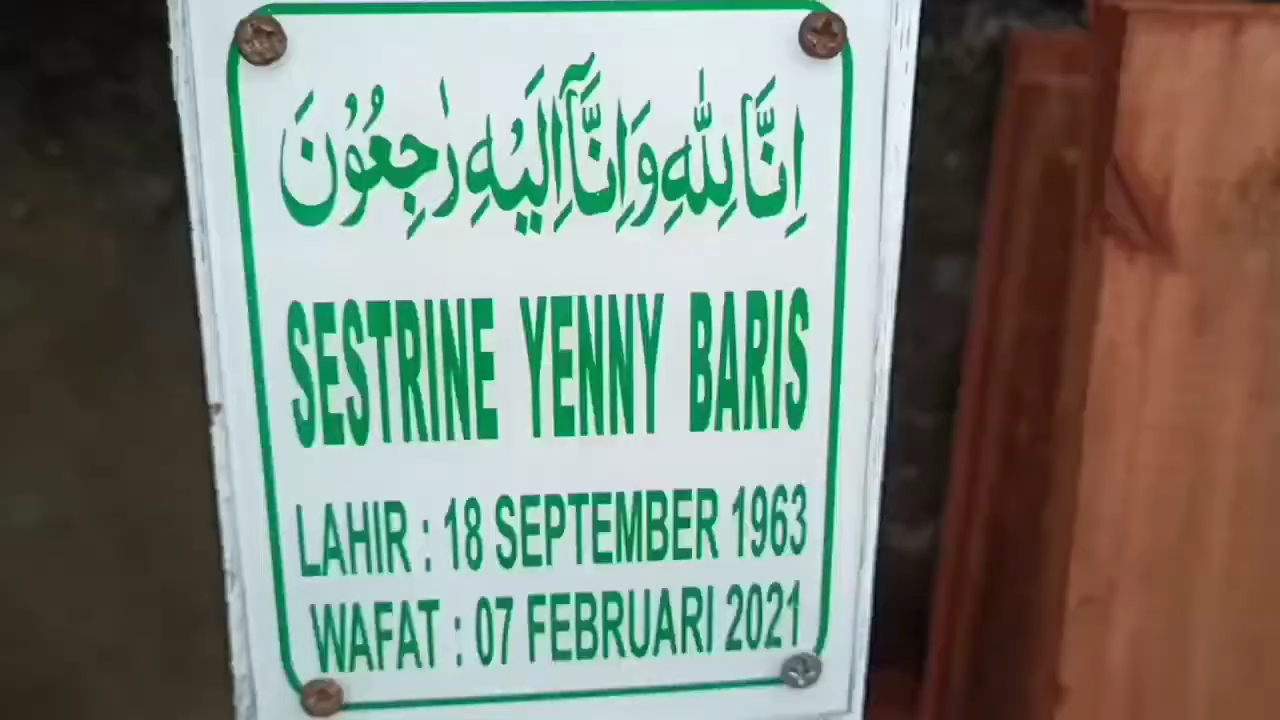 اِنَّا لِلّٰهِ وَاِنَّآ اِلَيْهِ رٰجِعُوْنَ
SESTRINE YENNY BARIS
LAHIR : 18 SEPTEMBER 1963
WAFAT : 07 FEBRUARI 2021